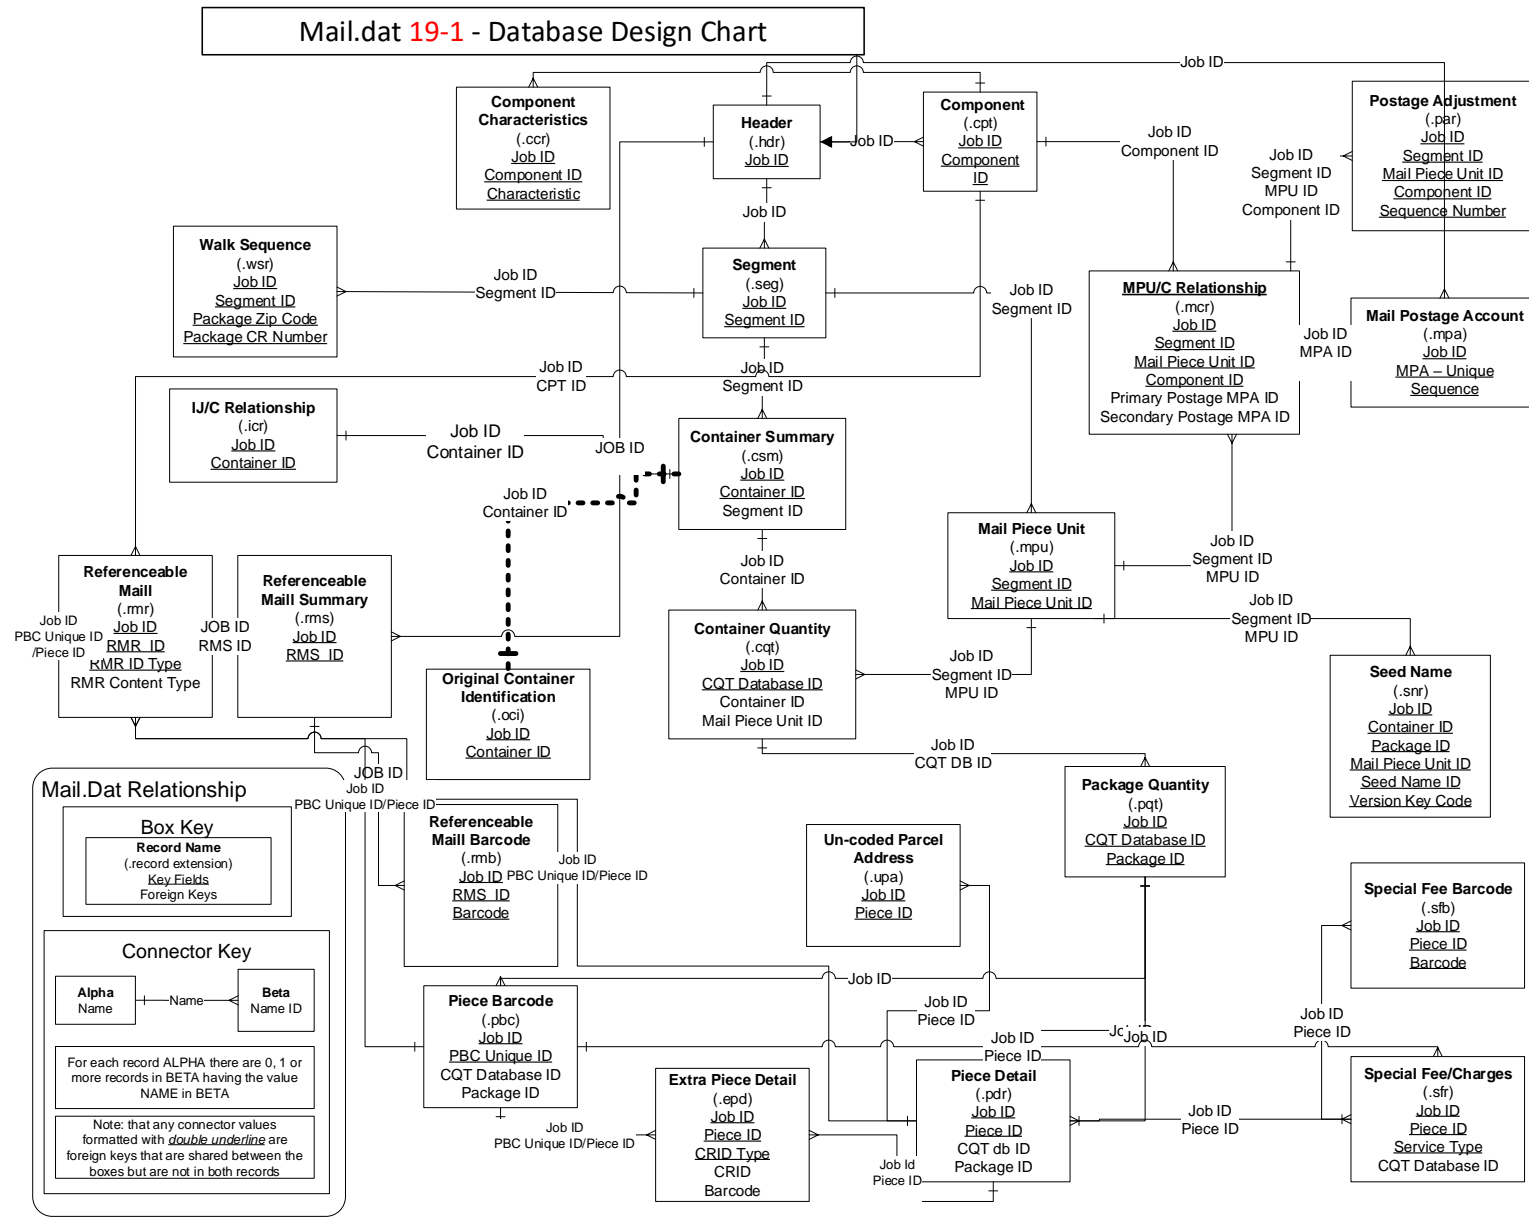 Mail.dat 19-1 - Database Design Chart
Job ID
Component
Characteristics
(.ccr)
Job ID
Component ID
Characteristic
Header
(.hdr)
Job ID
Job ID
Component
(.cpt)
Job ID
Component
ID
Job ID
Component ID
Postage Adjustment
(.par)
Job ID
Segment ID
Mail Piece Unit ID
Component ID
Sequence Number
Job ID
Segment ID
MPU ID
Component ID
Job ID
Walk Sequence
(.wsr)
Job ID
Segment ID
Package Zip Code
Package CR Number
Job ID
Segment ID
Segment
(.seg)
Job ID
Segment ID
Job ID
Segment ID
MPU/C Relationship
(.mcr)
Job ID
Segment ID
Mail Piece Unit ID
Component ID
Primary Postage MPA ID
Secondary Postage MPA ID
Job ID
MPA ID
Mail Postage Account
(.mpa)
Job ID
MPA – Unique
Sequence
Job ID
CPT ID
Job ID
Segment ID
IJ/C Relationship
(.icr)
Job ID
Container ID
Job ID
Container ID
JOB ID
Container Summary
(.csm)
Job ID
Container ID
Segment ID
Job ID
Container ID
Job ID
Container ID
Mail Piece Unit
(.mpu)
Job ID
Segment ID
Mail Piece Unit ID
Job ID
Segment ID
MPU ID
Job ID
Segment ID
MPU ID
Referenceable
Maill
(.rmr)
Job ID
RMR  ID
RMR ID Type
RMR Content Type
Job ID
PBC Unique ID
/Piece ID
JOB ID
RMS ID
Referenceable
Maill Summary
(.rms)
Job ID
RMS  ID
Original Container
Identification
(.oci)
Job ID
Container ID
Container Quantity
(.cqt)
Job ID
CQT Database ID
Container ID
Mail Piece Unit ID
Job ID
Segment ID
MPU ID
Seed Name
(.snr)
Job ID
Container ID
Package ID
Mail Piece Unit ID
Seed Name ID
Version Key Code
Job ID
CQT DB ID
Package Quantity
(.pqt)
Job ID
CQT Database ID
Package ID
JOB ID
Job ID
PBC Unique ID/Piece ID
Mail.Dat Relationship
Box Key
Record Name
(.record extension)
Key Fields
Foreign Keys
Referenceable
Maill Barcode
(.rmb)
Job ID
RMS  ID
Barcode
Job ID
PBC Unique ID/Piece ID
Un-coded Parcel
Address
(.upa)
Job ID
Piece ID
Special Fee Barcode
(.sfb)
Job ID
Piece ID
Barcode
Connector Key
Alpha
Name
Name
Beta
Name ID
For each record ALPHA there are 0, 1 or
more records in BETA having the value
NAME in BETA
Note: that any connector values
formatted with double underline are
foreign keys that are shared between the
boxes but are not in both records
Job ID
Piece Barcode
(.pbc)
Job ID
PBC Unique ID
CQT Database ID
Package ID
Job ID
Piece ID
Job ID
Piece ID
Job ID
Job ID
Piece ID
Job ID
PBC Unique ID/Piece ID
Extra Piece Detail
(.epd)
Job ID
Piece ID
CRID Type
CRID
Barcode
Job Id
Piece ID
Piece Detail
(.pdr)
Job ID
Piece ID
CQT db ID
Package ID
Job ID
Piece ID
Special Fee/Charges
(.sfr)
Job ID
Piece ID
Service Type
CQT Database ID